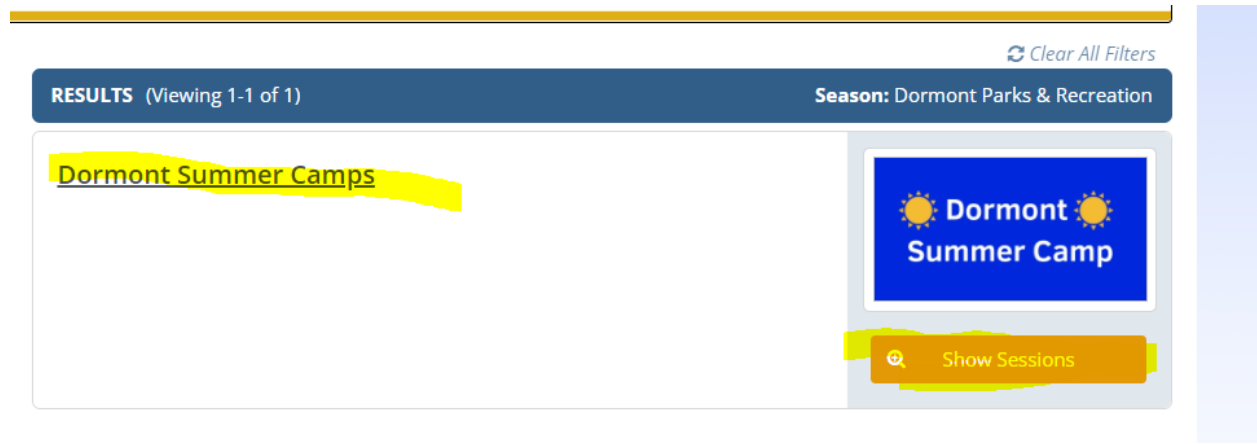 Clear All Filters
RESULTS (Viewing 1-1 of 1) Season: Dormont Parks & Recreation
Dormont Summer Camps
Dormont
Summer Camp
Show Sessions